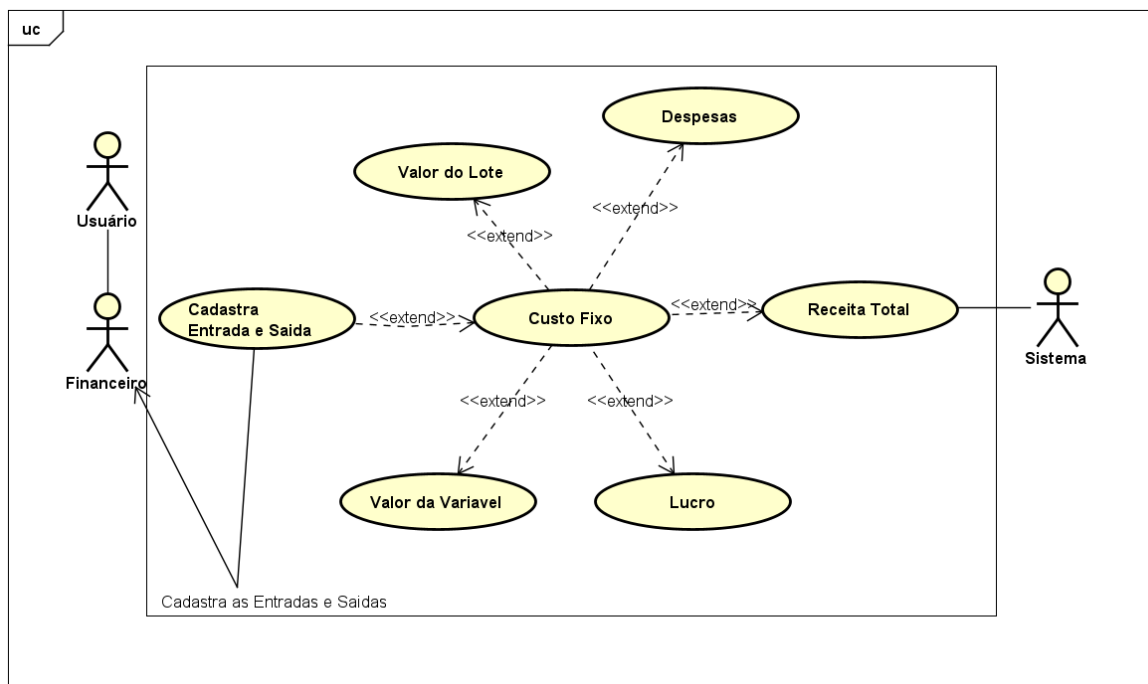 uc
Despesas
Valor do Lote
<<extend>>
Usuário
<<extend>>
Cadastra
Entrada e Saida
<<extend>>
Custo Fixo
<<extend>>
Receita Total
Sistema
Financeiro
<<extend>>
<<extend>>
Valor da Variavel
Lucro
Cadastra as Entradas e Saidas